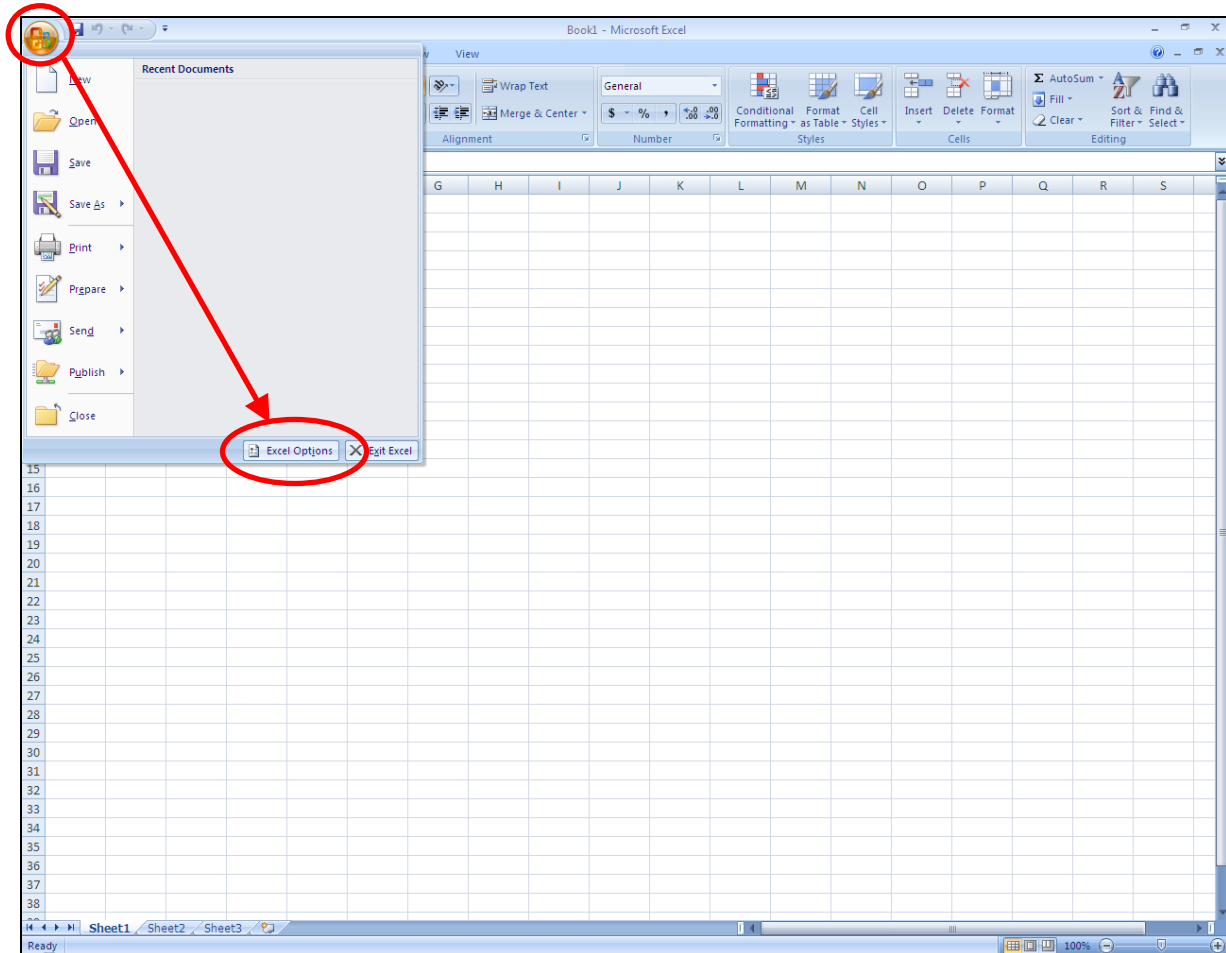 Book1 - Microsoft Excel
View
New
Open
Save
Save As
Print
Prepare
Send
Publish
Close
Recent Documents
Excel Options
Exit Excel
Wrap Text
Merge & Center
Alignment
General
$ % , .00 .00
Number
Conditional Formatting
Format as Table
Cell Styles
Styles
Insert
Delete
Format
Cells
Σ AutoSum
Fill
Clear
Sort & Filter
Find & Select
Editing
G H I J K L M N O P Q R S
15
16
17
18
19
20
21
22
23
24
25
26
27
28
29
30
31
32
33
34
35
36
37
38
Sheet1 Sheet2 Sheet3
Ready
100%